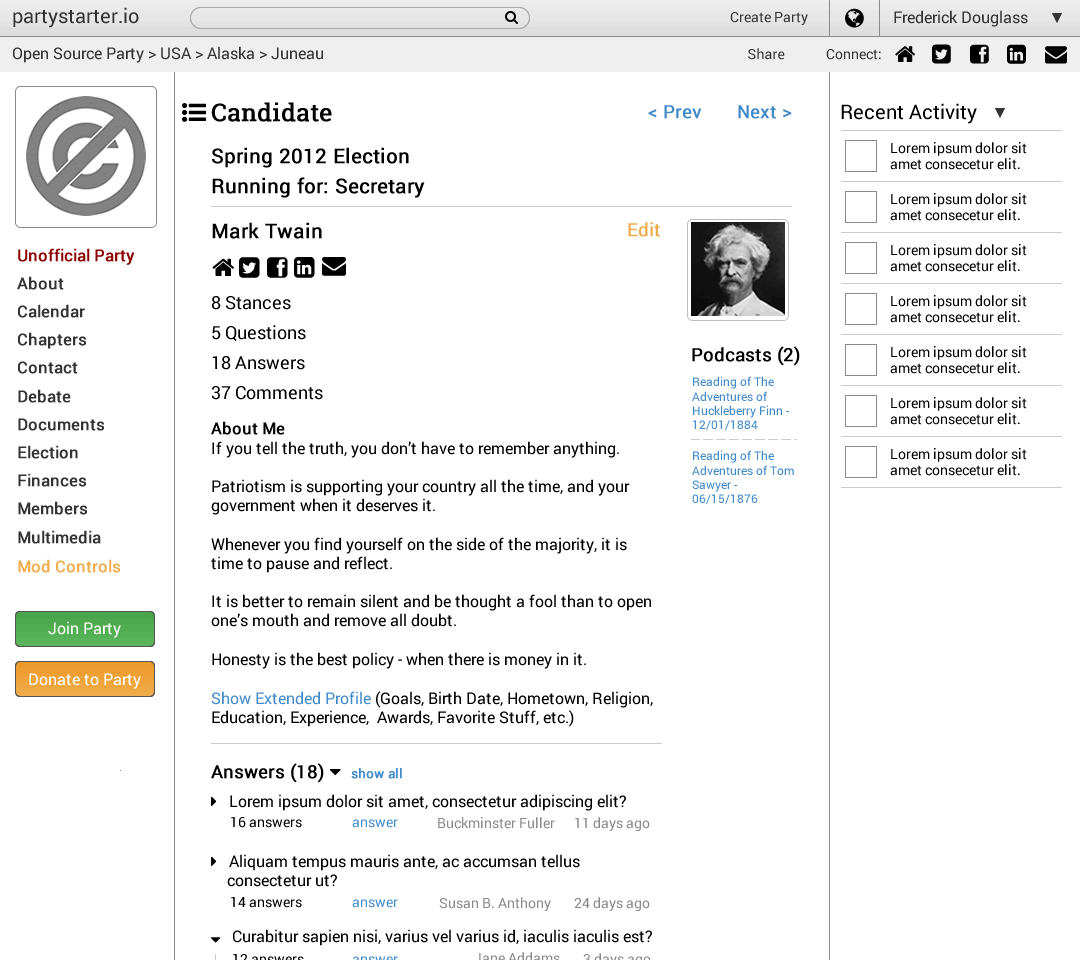 partystarter.io
Create Party
Frederick Douglass ▼
Open Source Party > USA > Alaska > Juneau
Share
Connect:
Unofficial Party
About
Calendar
Chapters
Contact
Debate
Documents
Election
Finances
Members
Multimedia
Mod Controls
Join Party
Donate to Party
Candidate
< Prev
Next >
Spring 2012 Election
Running for: Secretary
Mark Twain
Edit
8 Stances
5 Questions
18 Answers
37 Comments
About Me
If you tell the truth, you don’t have to remember anything.
Patriotism is supporting your country all the time, and your
government when it deserves it.
Whenever you find yourself on the side of the majority, it is
time to pause and reflect.
It is better to remain silent and be thought a fool than to open
one’s mouth and remove all doubt.
Honesty is the best policy - when there is money in it.
Show Extended Profile (Goals, Birth Date, Hometown, Religion,
Education, Experience,  Awards, Favorite Stuff, etc.)
Podcasts (2)
Reading of The
Adventures of
Huckleberry Finn -
12/01/1884
Reading of The
Adventures of Tom
Sawyer -
06/15/1876
Answers (18) show all
Lorem ipsum dolor sit amet, consectetur adipiscing elit?
16 answers answer Buckminster Fuller 11 days ago
Aliquam tempus mauris ante, ac accumsan tellus
consectetur ut?
14 answers answer Susan B. Anthony 24 days ago
Curabitur sapien nisi, varius vel varius id, iaculis iaculis est?
12 answers answer Jane Addams 3 days ago
Recent Activity ▼
Lorem ipsum dolor sit
amet consecetur elit.
Lorem ipsum dolor sit
amet consecetur elit.
Lorem ipsum dolor sit
amet consecetur elit.
Lorem ipsum dolor sit
amet consecetur elit.
Lorem ipsum dolor sit
amet consecetur elit.
Lorem ipsum dolor sit
amet consecetur elit.
Lorem ipsum dolor sit
amet consecetur elit.